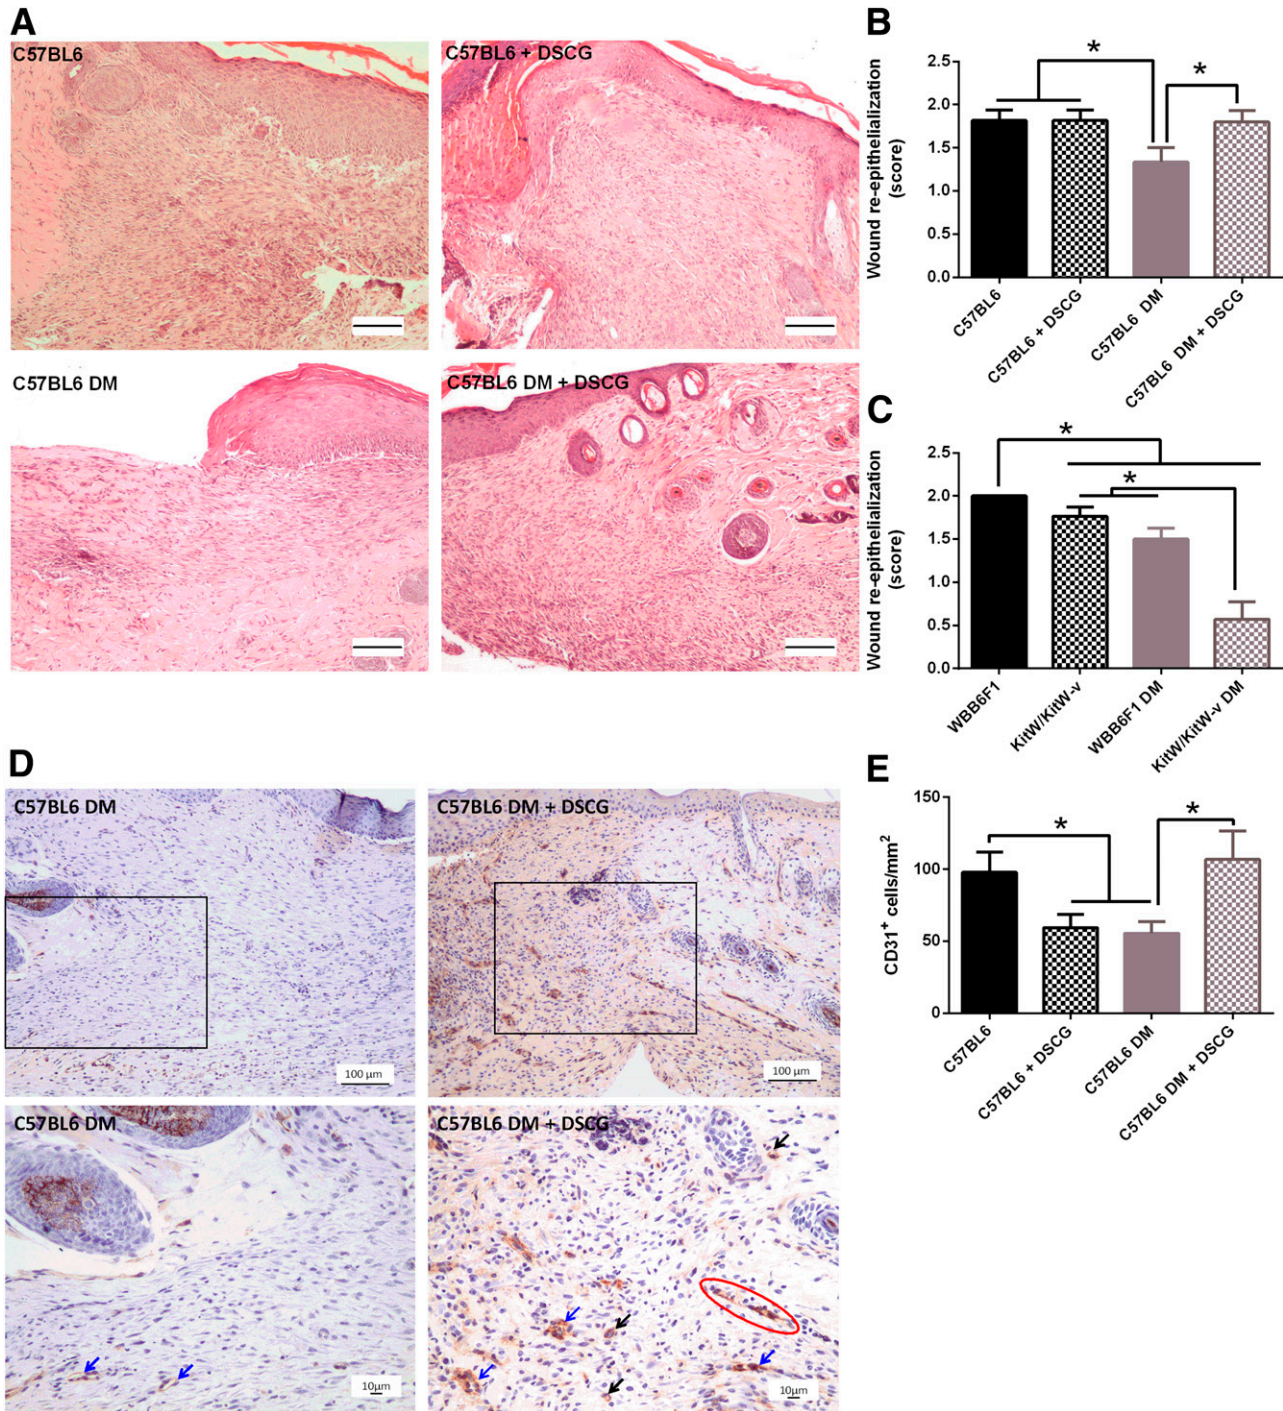 A
C57BL6
C57BL6 + DSCG
C57BL6 DM
C57BL6 DM + DSCG
B
Wound re-epithelialization
(score)
2.5
2.0
1.5
1.0
0.5
0.0
*
*
C57BL6
C57BL6 + DSCG
C57BL6 DM
C57BL6 DM + DSCG
C
Wound re-epithelialization
(score)
2.5
2.0
1.5
1.0
0.5
0.0
*
*
WBB6F1
KitW/KitW-v
WBB6F1 DM
KitW/KitW-v DM
D
C57BL6 DM
100 µm
C57BL6 DM + DSCG
100 µm
C57BL6 DM
10µm
C57BL6 DM + DSCG
10µm
E
CD31⁺ cells/mm²
150
100
50
0
*
*
C57BL6
C57BL6 + DSCG
C57BL6 DM
C57BL6 DM + DSCG